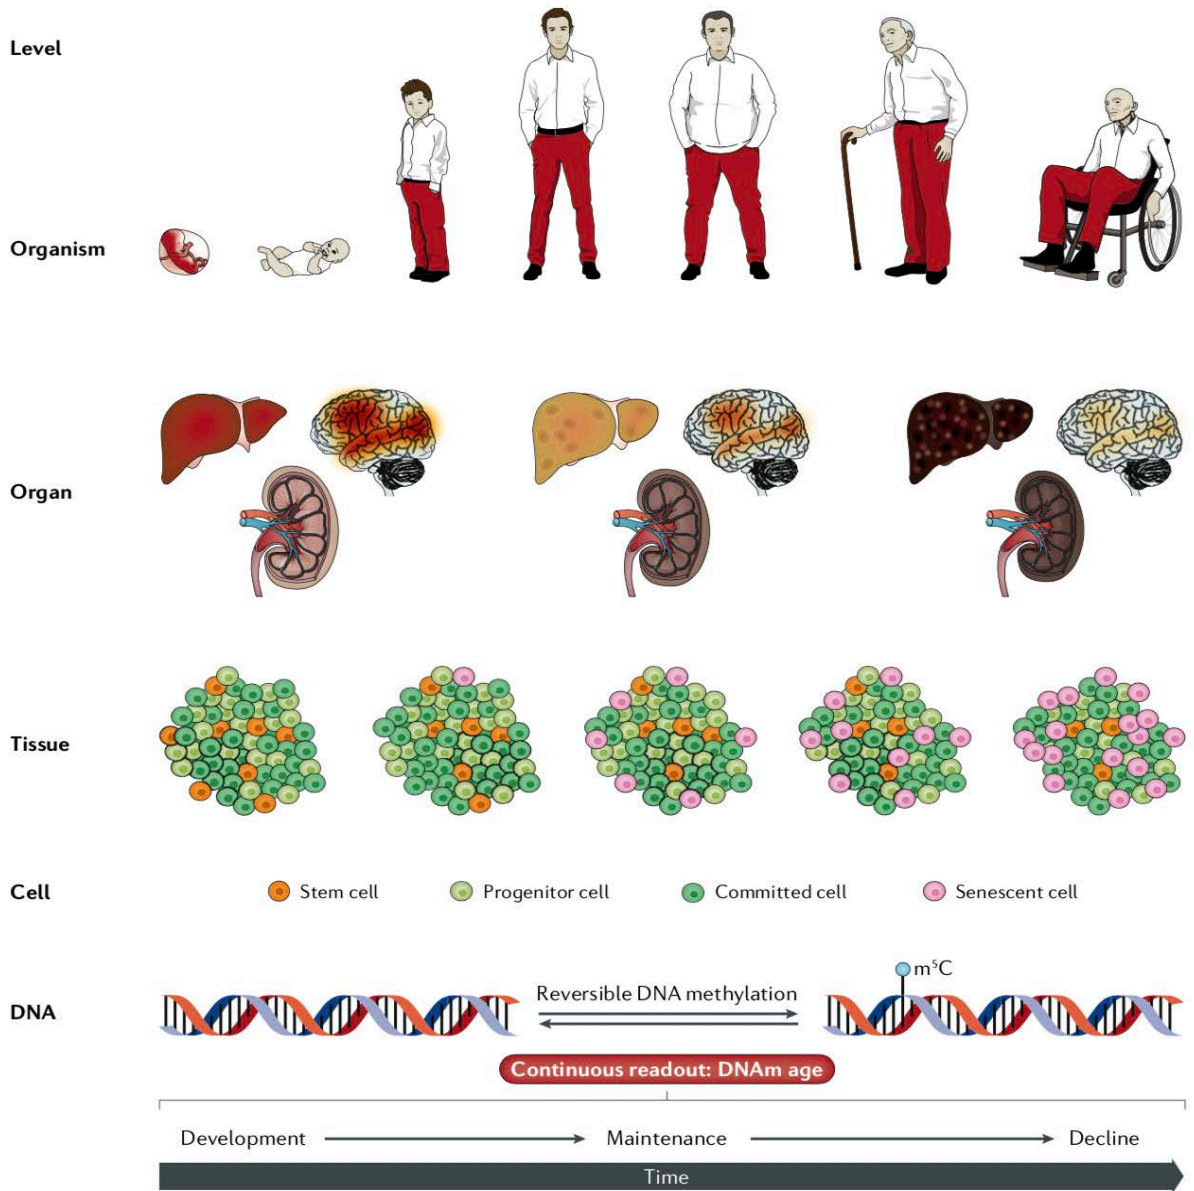 Level
Organism
Organ
Tissue
Cell
Stem cell
Progenitor cell
Committed cell
Senescent cell
m⁵C
DNA
Reversible DNA methylation
Continuous readout: DNAm age
Development
Maintenance
Decline
Time